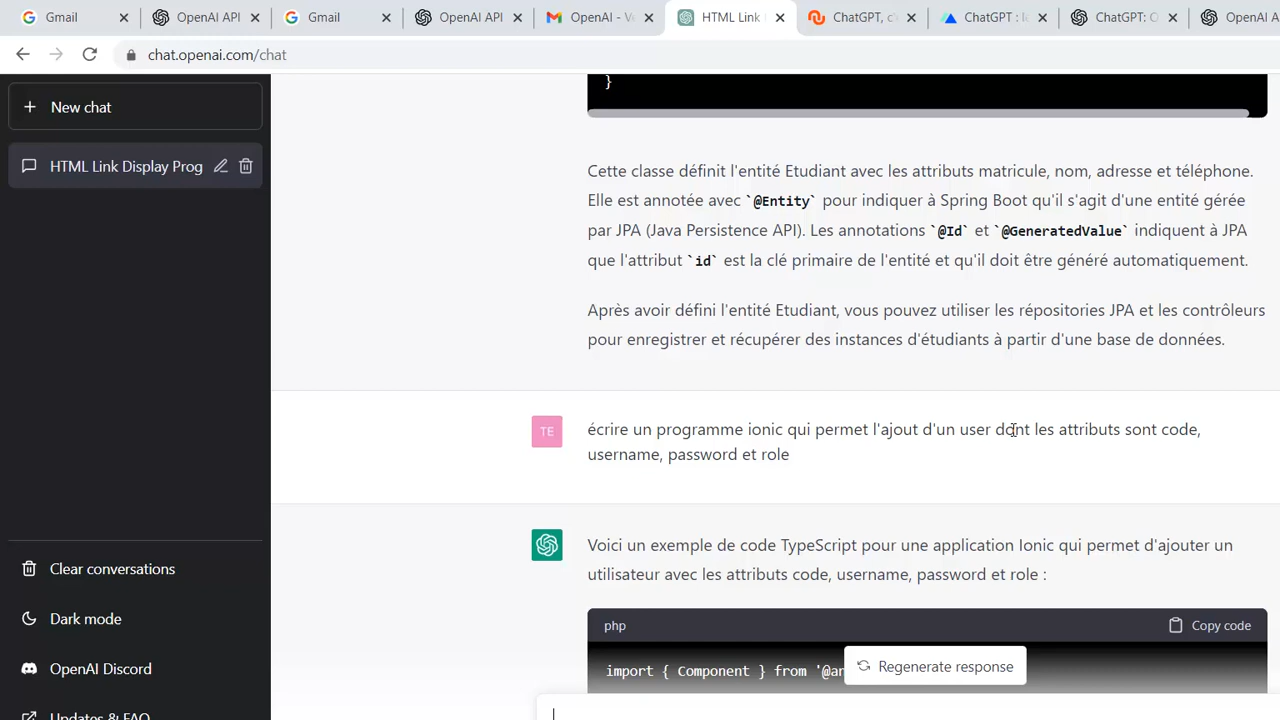 Gmail
OpenAI API
Gmail
OpenAI API
OpenAI - V
HTML Link
ChatGPT, c
ChatGPT : l
ChatGPT: O
OpenAI A
chat.openai.com/chat
New chat
HTML Link Display Prog
}
Cette classe définit l'entité Etudiant avec les attributs matricule, nom, adresse et téléphone.
Elle est annotée avec `@Entity` pour indiquer à Spring Boot qu'il s'agit d'une entité gérée
par JPA (Java Persistence API). Les annotations `@Id` et `@GeneratedValue` indiquent à JPA
que l'attribut `id` est la clé primaire de l'entité et qu'il doit être généré automatiquement.
Après avoir défini l'entité Etudiant, vous pouvez utiliser les répositories JPA et les contrôleurs
pour enregistrer et récupérer des instances d'étudiants à partir d'une base de données.
TE
écrire un programme ionic qui permet l'ajout d'un user dont les attributs sont code,
username, password et role
Voici un exemple de code TypeScript pour une application Ionic qui permet d'ajouter un
utilisateur avec les attributs code, username, password et role :
php
Copy code
import { Component } from '@an
Regenerate response
Clear conversations
Dark mode
OpenAI Discord
Updates & FAQ